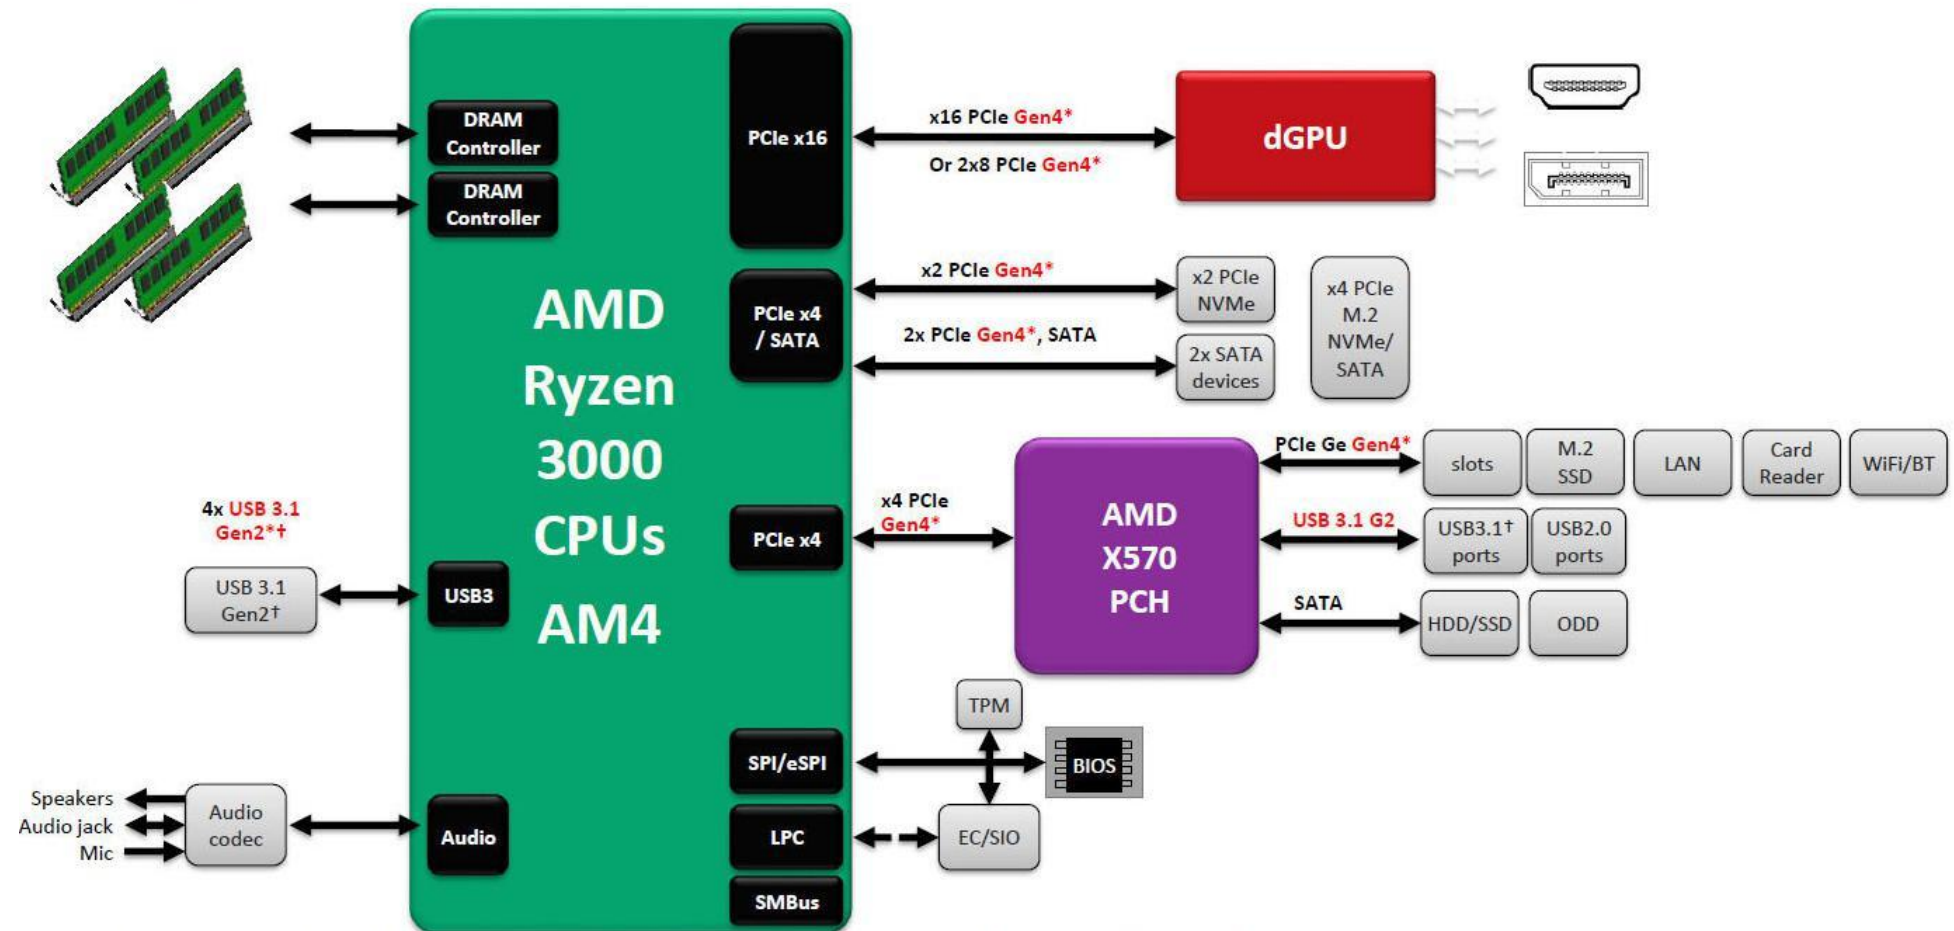 DRAM
Controller
DRAM
Controller
AMD
Ryzen
3000
CPUs
AM4
PCIe x16
x16 PCIe Gen4*
Or 2x8 PCIe Gen4*
dGPU
PCIe x4
/ SATA
x2 PCIe Gen4*
2x PCIe Gen4*, SATA
x2 PCIe
NVMe
2x SATA
devices
x4 PCIe
M.2
NVMe/
SATA
PCIe x4
x4 PCIe
Gen4*
AMD
X570
PCH
PCIe Ge Gen4*
slots
M.2
SSD
LAN
Card
Reader
WiFi/BT
USB 3.1 G2
USB3.1†
ports
USB2.0
ports
SATA
HDD/SSD
ODD
4x USB 3.1
Gen2*†
USB 3.1
Gen2†
USB3
Speakers
Audio jack
Mic
Audio
codec
Audio
SPI/eSPI
TPM
BIOS
LPC
EC/SIO
SMBus